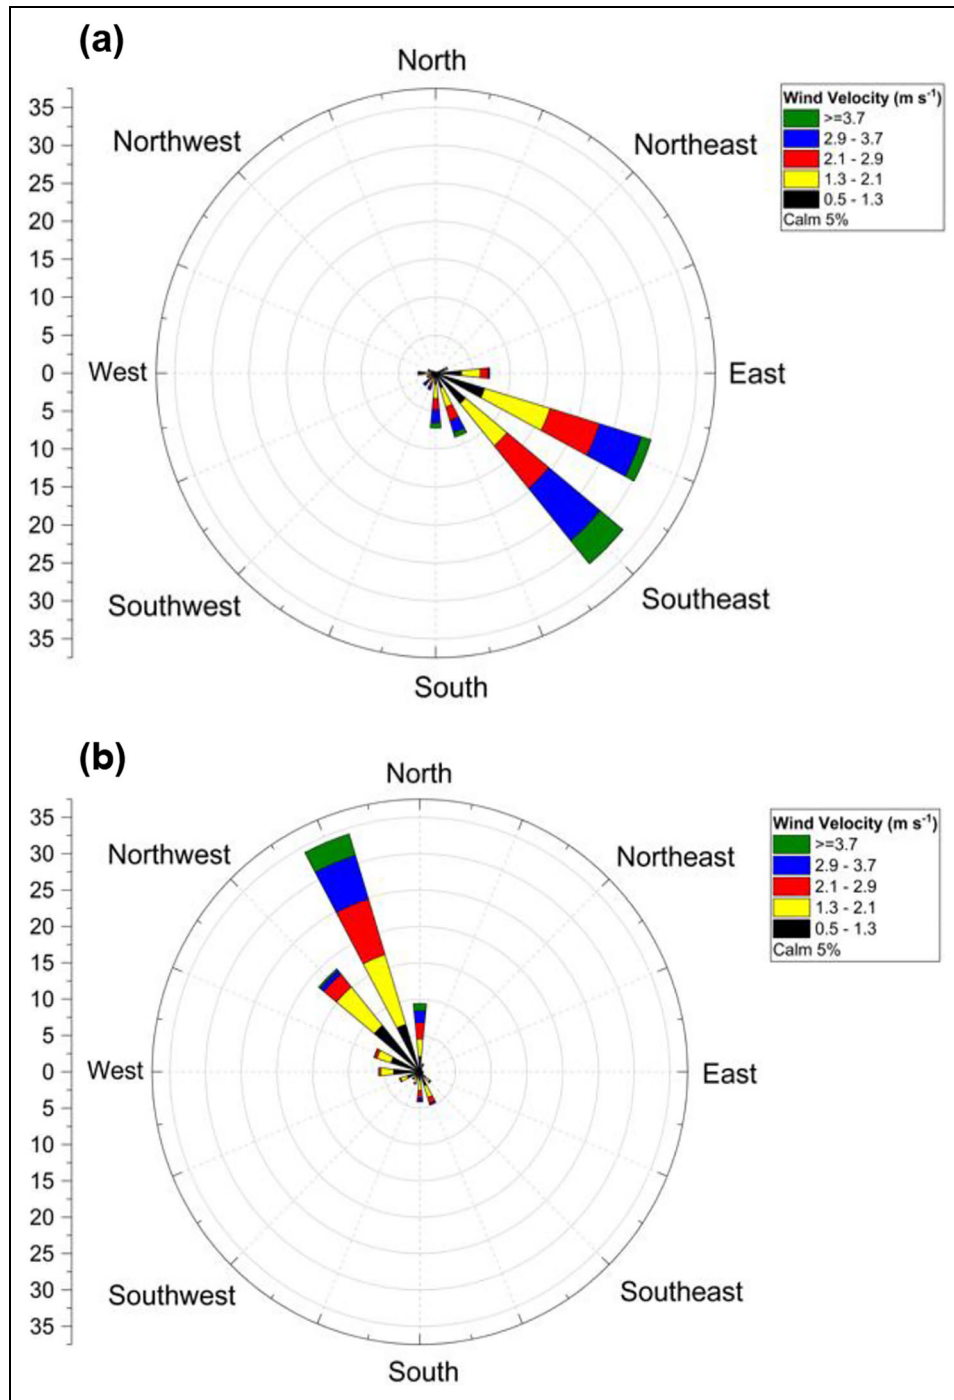 (a)
North
Northwest
Northeast
West
East
Southwest
Southeast
South
35
30
25
20
15
10
5
0
5
10
15
20
25
30
35
Wind Velocity (m s-1)
>=3.7
2.9 - 3.7
2.1 - 2.9
1.3 - 2.1
0.5 - 1.3
Calm 5%
(b)
North
Northwest
Northeast
West
East
Southwest
Southeast
South
35
30
25
20
15
10
5
0
5
10
15
20
25
30
35
Wind Velocity (m s-1)
>=3.7
2.9 - 3.7
2.1 - 2.9
1.3 - 2.1
0.5 - 1.3
Calm 5%